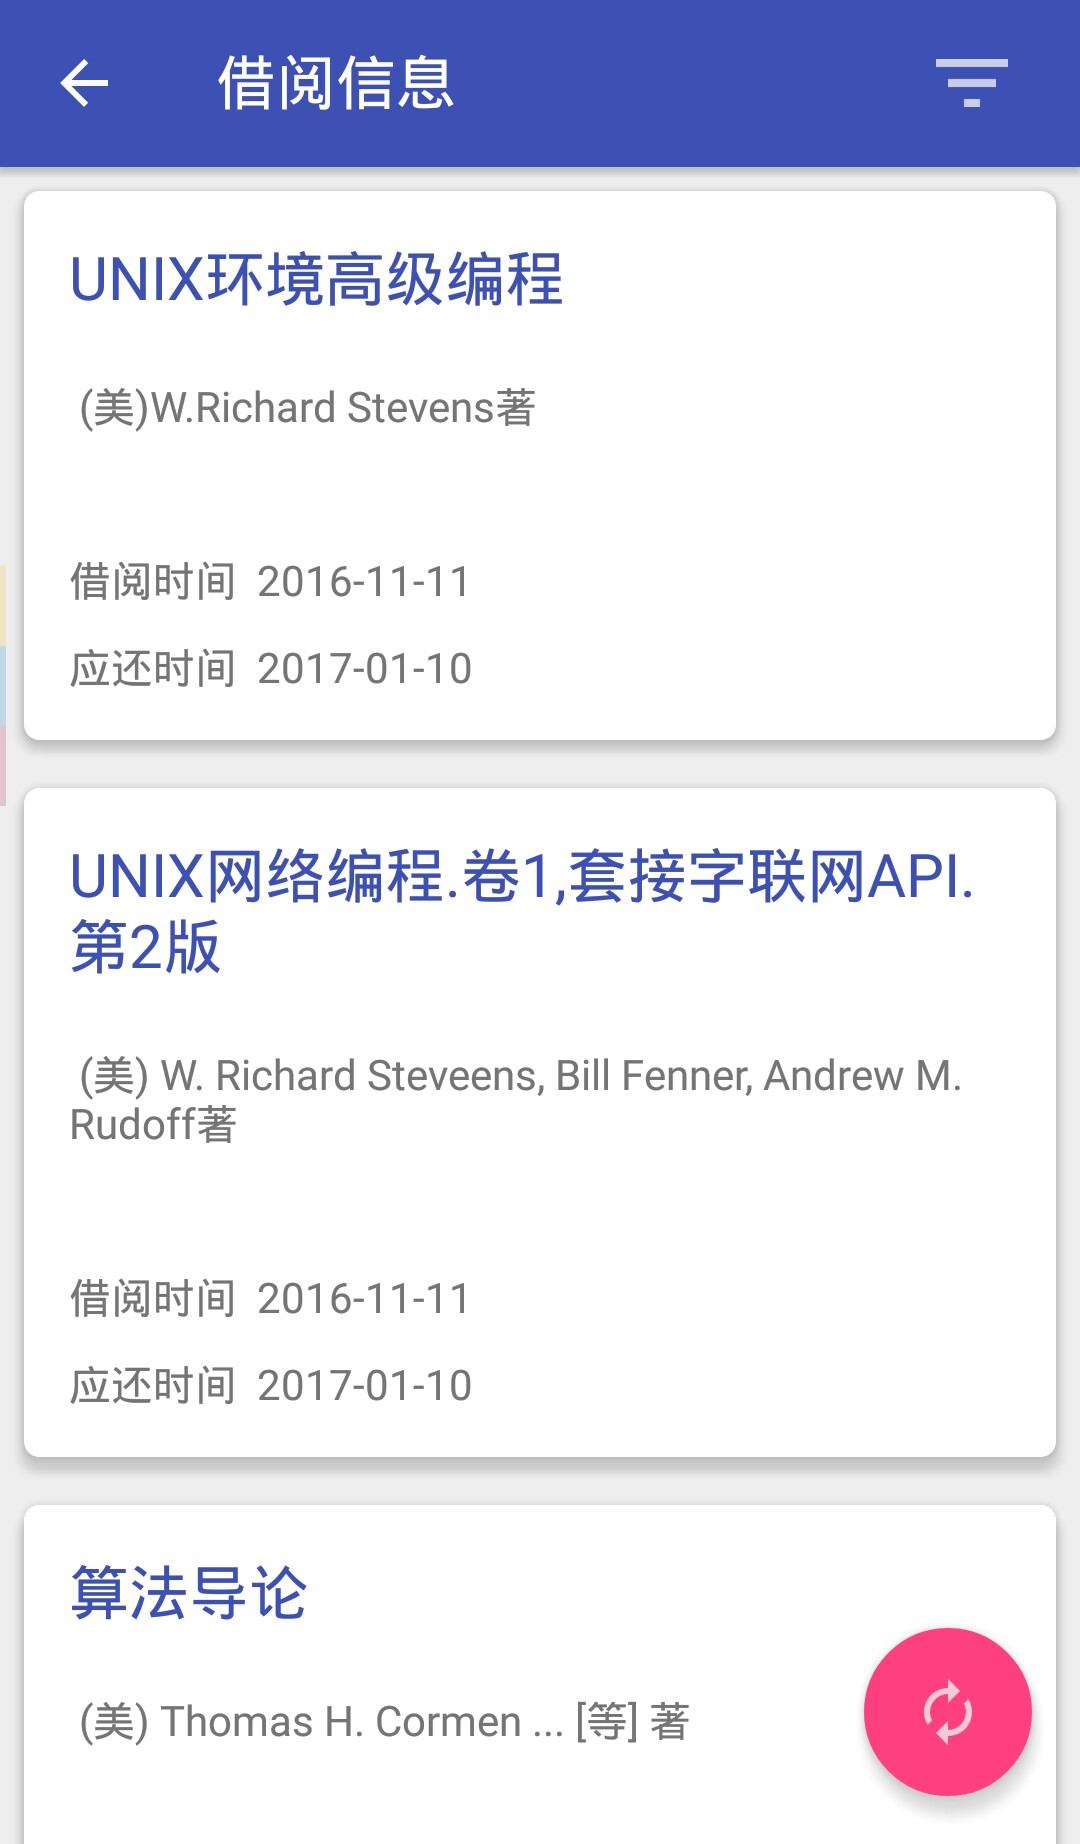 借阅信息
UNIX环境高级编程
(美)W.Richard Stevens著
借阅时间 2016-11-11
应还时间 2017-01-10
UNIX网络编程.卷1,套接字联网API.
第2版
(美) W. Richard Steveens, Bill Fenner, Andrew M.
Rudoff著
借阅时间 2016-11-11
应还时间 2017-01-10
算法导论
(美) Thomas H. Cormen ... [等] 著